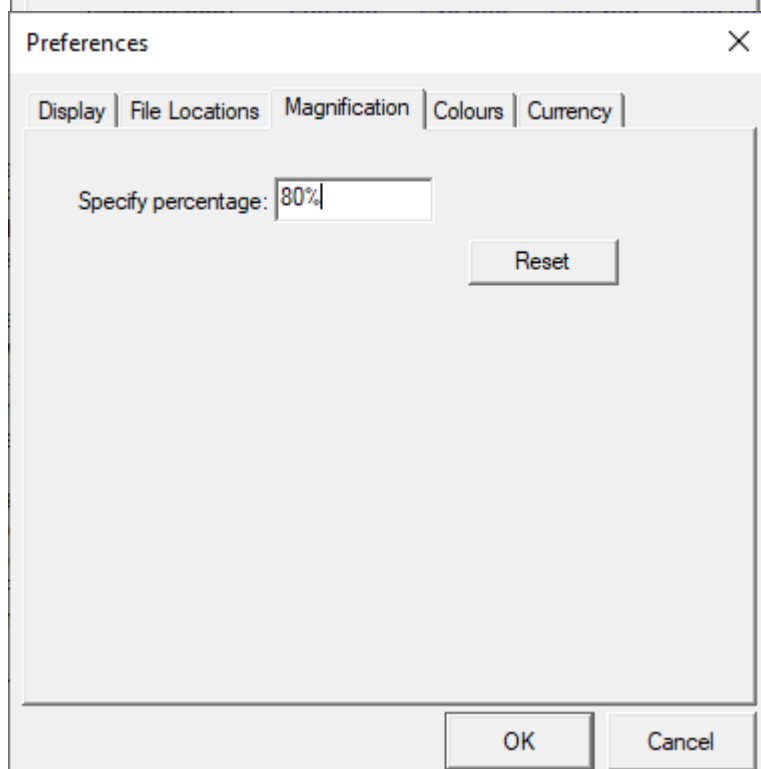 Preferences
Display File Locations Magnification Colours Currency
Specify percentage: 80%
Reset
OK Cancel